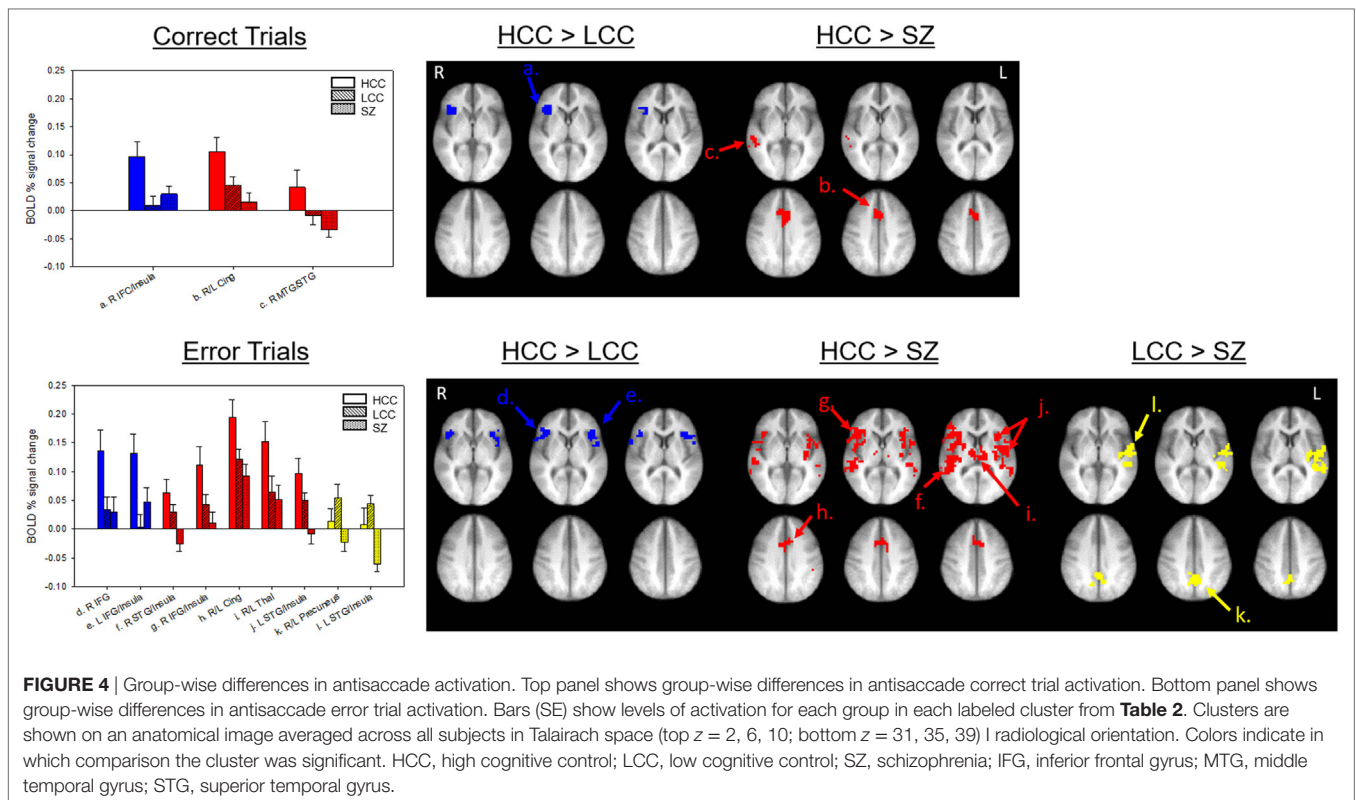 Correct Trials
HCC > LCC
HCC > SZ
BOLD % signal change
0.25
0.20
0.15
0.10
0.05
0.00
-0.05
-0.10
HCC
LCC
SZ
a. R IFC/Insula
b. R/L Cing
c. R MTG/STG
R
L
a.
c.
b.
Error Trials
HCC > LCC
HCC > SZ
LCC > SZ
BOLD % signal change
0.25
0.20
0.15
0.10
0.05
0.00
-0.05
-0.10
HCC
LCC
SZ
d. R IFG
e. L IFG/Insula
f. R STG/Insula
g. R IFG/Insula
h. R/L Cing
i. R/L Thal
j. L STG/Insula
k. R/L Precuneus
l. L STG/Insula
R
L
d.
e.
g.
j.
l.
f.
i.
h.
k.
FIGURE 4 | Group-wise differences in antisaccade activation. Top panel shows group-wise differences in antisaccade correct trial activation. Bottom panel shows
group-wise differences in antisaccade error trial activation. Bars (SE) show levels of activation for each group in each labeled cluster from Table 2. Clusters are
shown on an anatomical image averaged across all subjects in Talairach space (top z = 2, 6, 10; bottom z = 31, 35, 39) l radiological orientation. Colors indicate in
which comparison the cluster was significant. HCC, high cognitive control; LCC, low cognitive control; SZ, schizophrenia; IFG, inferior frontal gyrus; MTG, middle
temporal gyrus; STG, superior temporal gyrus.